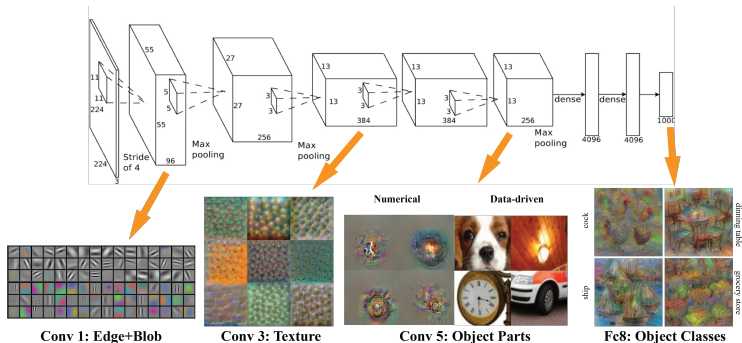 55
27
13
13
13
11
5
5
3
3
3
3
3
3
11
224
55
27
13
13
13
dense
dense
1000
384
384
256
Max
pooling
4096
4096
256
Max
pooling
Max
pooling
96
Stride
of 4
224
3
Numerical
Data-driven
cock
ship
dinning table
grocery store
Conv 1: Edge+Blob
Conv 3: Texture
Conv 5: Object Parts
Fc8: Object Classes